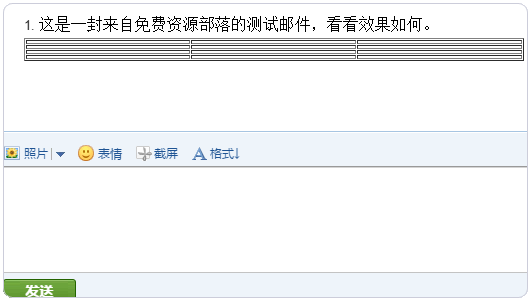 1. 这是一封来自免费资源部落的测试邮件，看看效果如何。
照片 表情 截屏 格式↓
发送